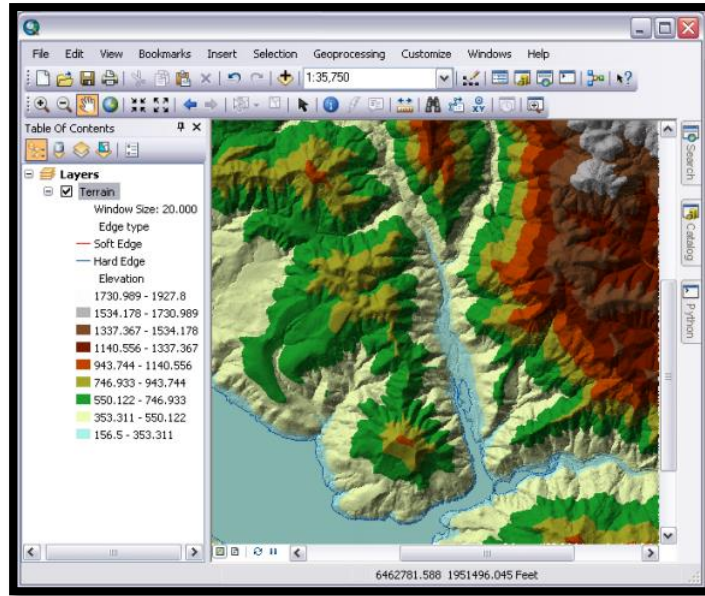 File Edit View Bookmarks Insert Selection Geoprocessing Customize Windows Help
1:35,750
Table Of Contents
Layers
Terrain
Window Size: 20.000
Edge type
Soft Edge
Hard Edge
Elevation
1730.989 - 1927.8
1534.178 - 1730.989
1337.367 - 1534.178
1140.556 - 1337.367
943.744 - 1140.556
746.933 - 943.744
550.122 - 746.933
353.311 - 550.122
156.5 - 353.311
Search
Catalog
Python
6462781.588 1951496.045 Feet